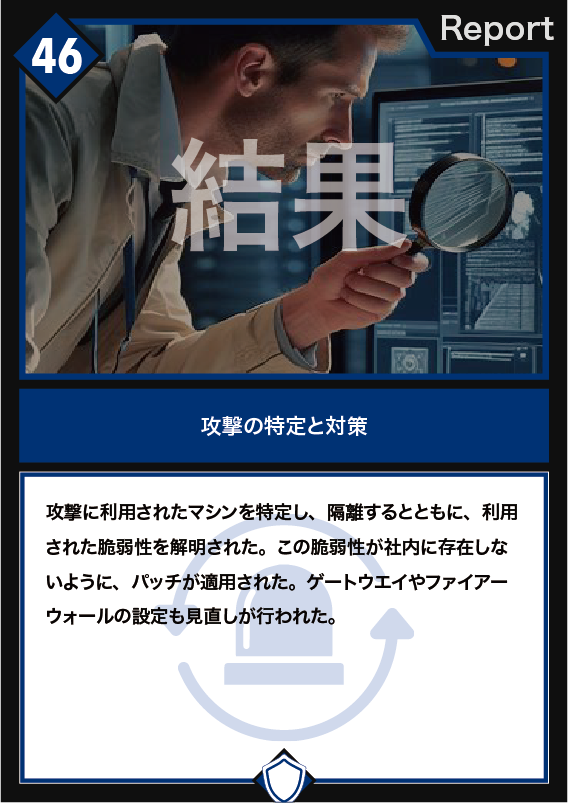 Report
46
結果
攻撃の特定と対策
攻撃に利用されたマシンを特定し、隔離するとともに、利用
された脆弱性を解明された。この脆弱性が社内に存在しな
いように、パッチが適用された。ゲートウエイやファイアー
ウォールの設定も見直しが行われた。